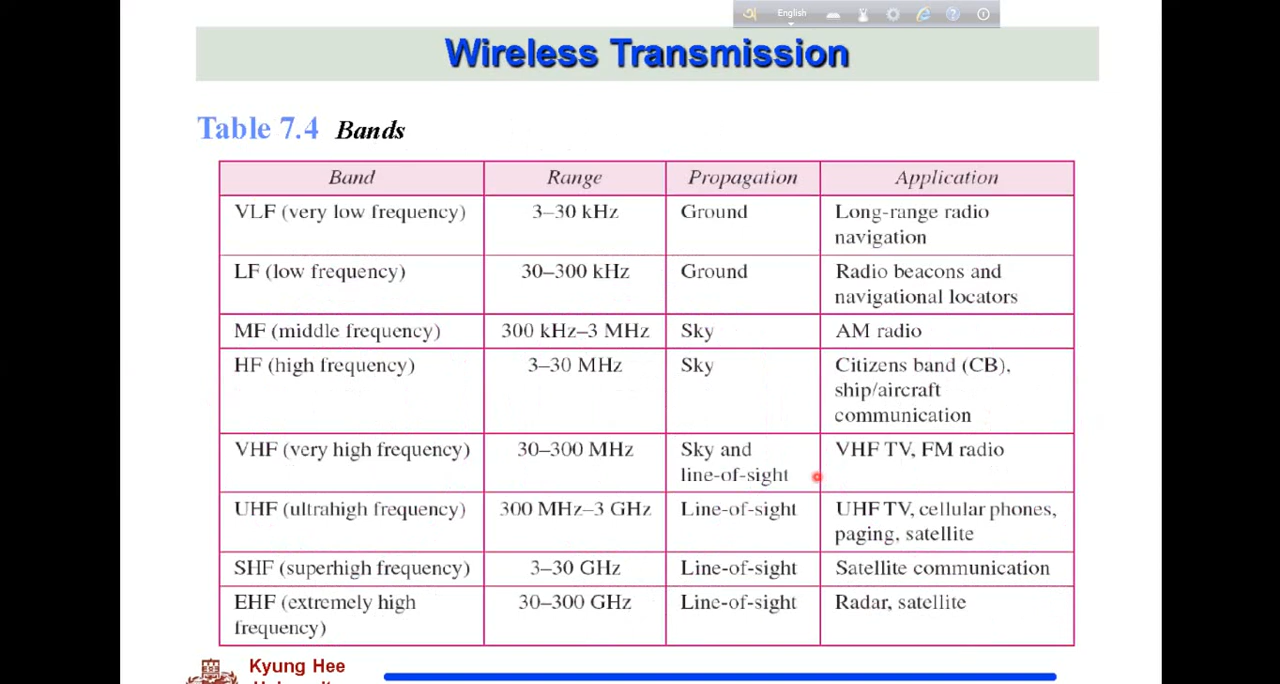 English
Wireless Transmission
Table 7.4 Bands
Band Range Propagation Application
VLF (very low frequency) 3–30 kHz Ground Long-range radio
navigation
LF (low frequency) 30–300 kHz Ground Radio beacons and
navigational locators
MF (middle frequency) 300 kHz–3 MHz Sky AM radio
HF (high frequency) 3–30 MHz Sky Citizens band (CB),
ship/aircraft
communication
VHF (very high frequency) 30–300 MHz Sky and VHF TV, FM radio
line-of-sight
UHF (ultrahigh frequency) 300 MHz–3 GHz Line-of-sight UHF TV, cellular phones,
paging, satellite
SHF (superhigh frequency) 3–30 GHz Line-of-sight Satellite communication
EHF (extremely high 30–300 GHz Line-of-sight Radar, satellite
frequency)
Kyung Hee